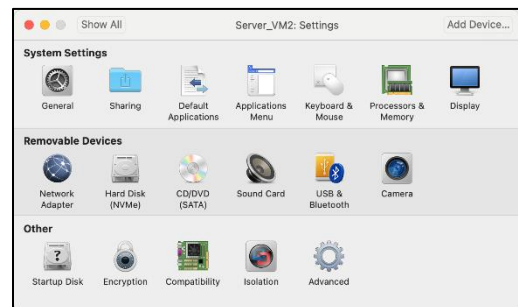 Show All Server_VM2: Settings Add Device...
System Settings
General Sharing Default Applications Applications Menu Keyboard & Mouse Processors & Memory Display
Removable Devices
Network Adapter Hard Disk (NVMe) CD/DVD (SATA) Sound Card USB & Bluetooth Camera
Other
Startup Disk Encryption Compatibility Isolation Advanced